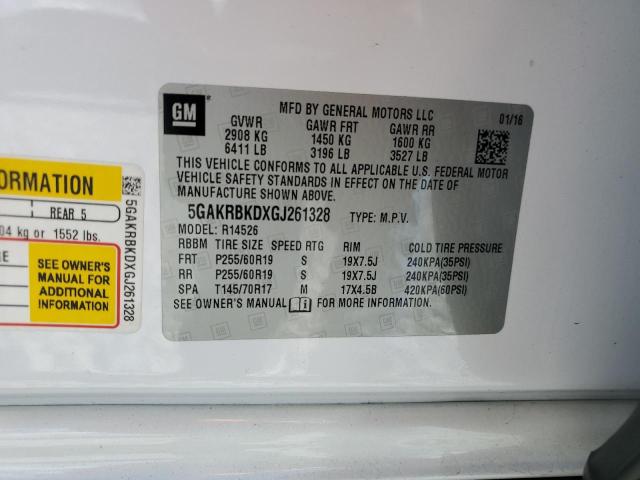 GM
MFD BY GENERAL MOTORS LLC
01/16
GVWR GAWR FRT GAWR RR
2908 KG 1450 KG 1600 KG
6411 LB 3196 LB 3527 LB
THIS VEHICLE CONFORMS TO ALL APPLICABLE U.S. FEDERAL MOTOR
VEHICLE SAFETY STANDARDS IN EFFECT ON THE DATE OF
MANUFACTURE SHOWN ABOVE.
5GAKRBKDXGJ261328 TYPE: M.P.V.
MODEL: R14526
RBBM TIRE SIZE SPEED RTG RIM COLD TIRE PRESSURE
FRT P255/60R19 S 19X7.5J 240KPA(35PSI)
RR P255/60R19 S 19X7.5J 240KPA(35PSI)
SPA T145/70R17 M 17X4.5B 420KPA(60PSI)
SEE OWNER'S MANUAL FOR MORE INFORMATION.
REAR 5
kg or 1552 lbs.
SEE OWNER'S
MANUAL FOR
ADDITIONAL
INFORMATION
5GAKRBKDXGJ261328